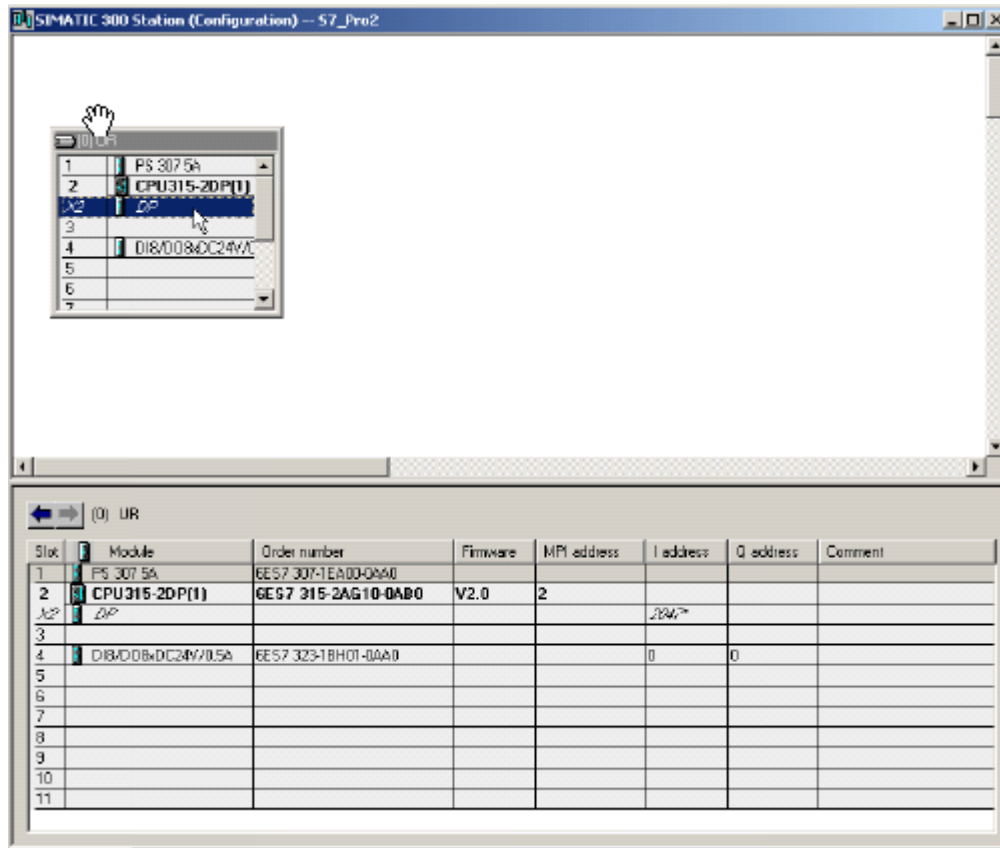 SIMATIC 300 Station (Configuration) -- S7_Pro2
(0) UR
1 PS 307 5A
2 CPU315-2DP(1)
X2 DP
3
4 DI8/DO8xDC24V/0
5
6
7
(0) UR
Slot Module Order number Firmware MPI address I address Q address Comment
1 PS 307 5A 6ES7 307-1EA00-0AA0
2 CPU315-2DP(1) 6ES7 315-2AG10-0AB0 V2.0 2
X2 DP 2047*
3
4 DI8/DO8xDC24V/0.5A 6ES7 323-1BH01-0AA0 0 0
5
6
7
8
9
10
11